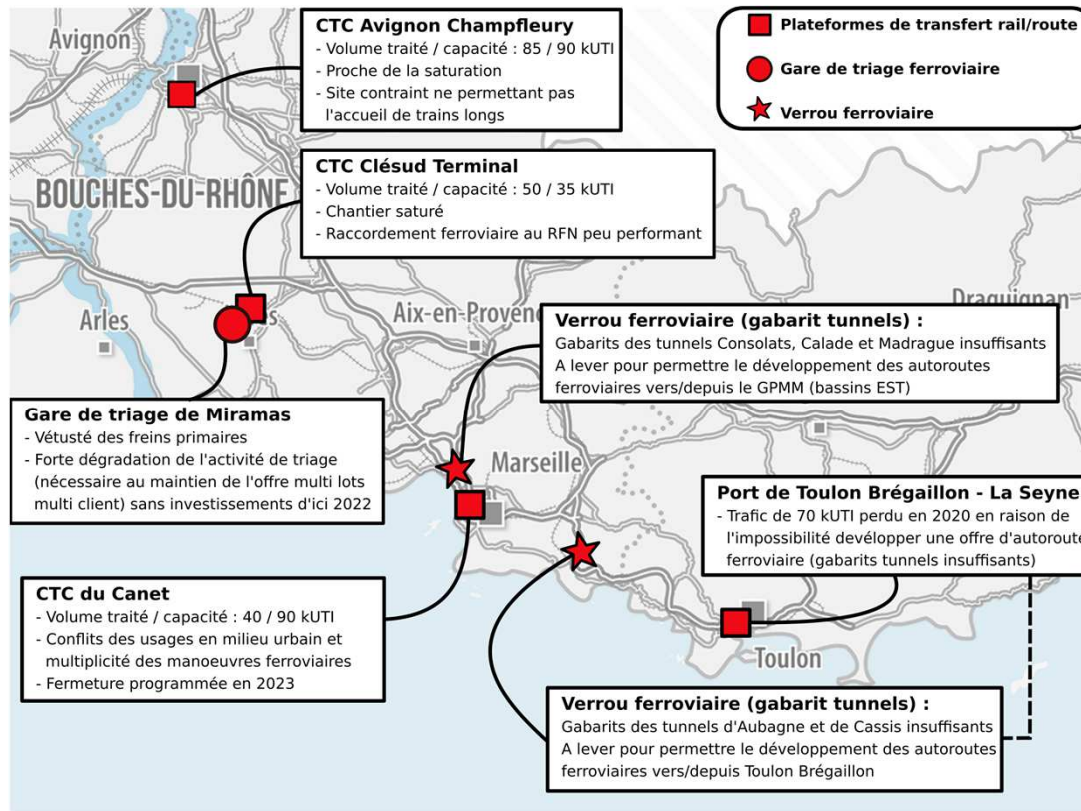 Avignon
CTC Avignon Champfleury
- Volume traité / capacité : 85 / 90 kUTI
- Proche de la saturation
- Site contraint ne permettant pas
l'accueil de trains longs
Plateformes de transfert rail/route
Gare de triage ferroviaire
Verrou ferroviaire
CTC Clésud Terminal
- Volume traité / capacité : 50 / 35 kUTI
- Chantier saturé
- Raccordement ferroviaire au RFN peu performant
BOUCHES-DU-RHÔNE
Arles
Aix-en-Provenc
Draguignan
Verrou ferroviaire (gabarit tunnels) :
Gabarits des tunnels Consolats, Calade et Madrague insuffisants
A lever pour permettre le développement des autoroutes
ferroviaires vers/depuis le GPMM (bassins EST)
Gare de triage de Miramas
- Vétusté des freins primaires
- Forte dégradation de l'activité de triage
(nécessaire au maintien de l'offre multi lots
multi client) sans investissements d'ici 2022
Marseille
Port de Toulon Brégaillon - La Seyne
- Trafic de 70 kUTI perdu en 2020 en raison de
l'impossibilité devélopper une offre d'autoroute
ferroviaire (gabarits tunnels insuffisants)
CTC du Canet
- Volume traité / capacité : 40 / 90 kUTI
- Conflits des usages en milieu urbain et
multiplicité des manoeuvres ferroviaires
- Fermeture programmée en 2023
Toulon
Verrou ferroviaire (gabarit tunnels) :
Gabarits des tunnels d'Aubagne et de Cassis insuffisants
A lever pour permettre le développement des autoroutes
ferroviaires vers/depuis Toulon Brégaillon